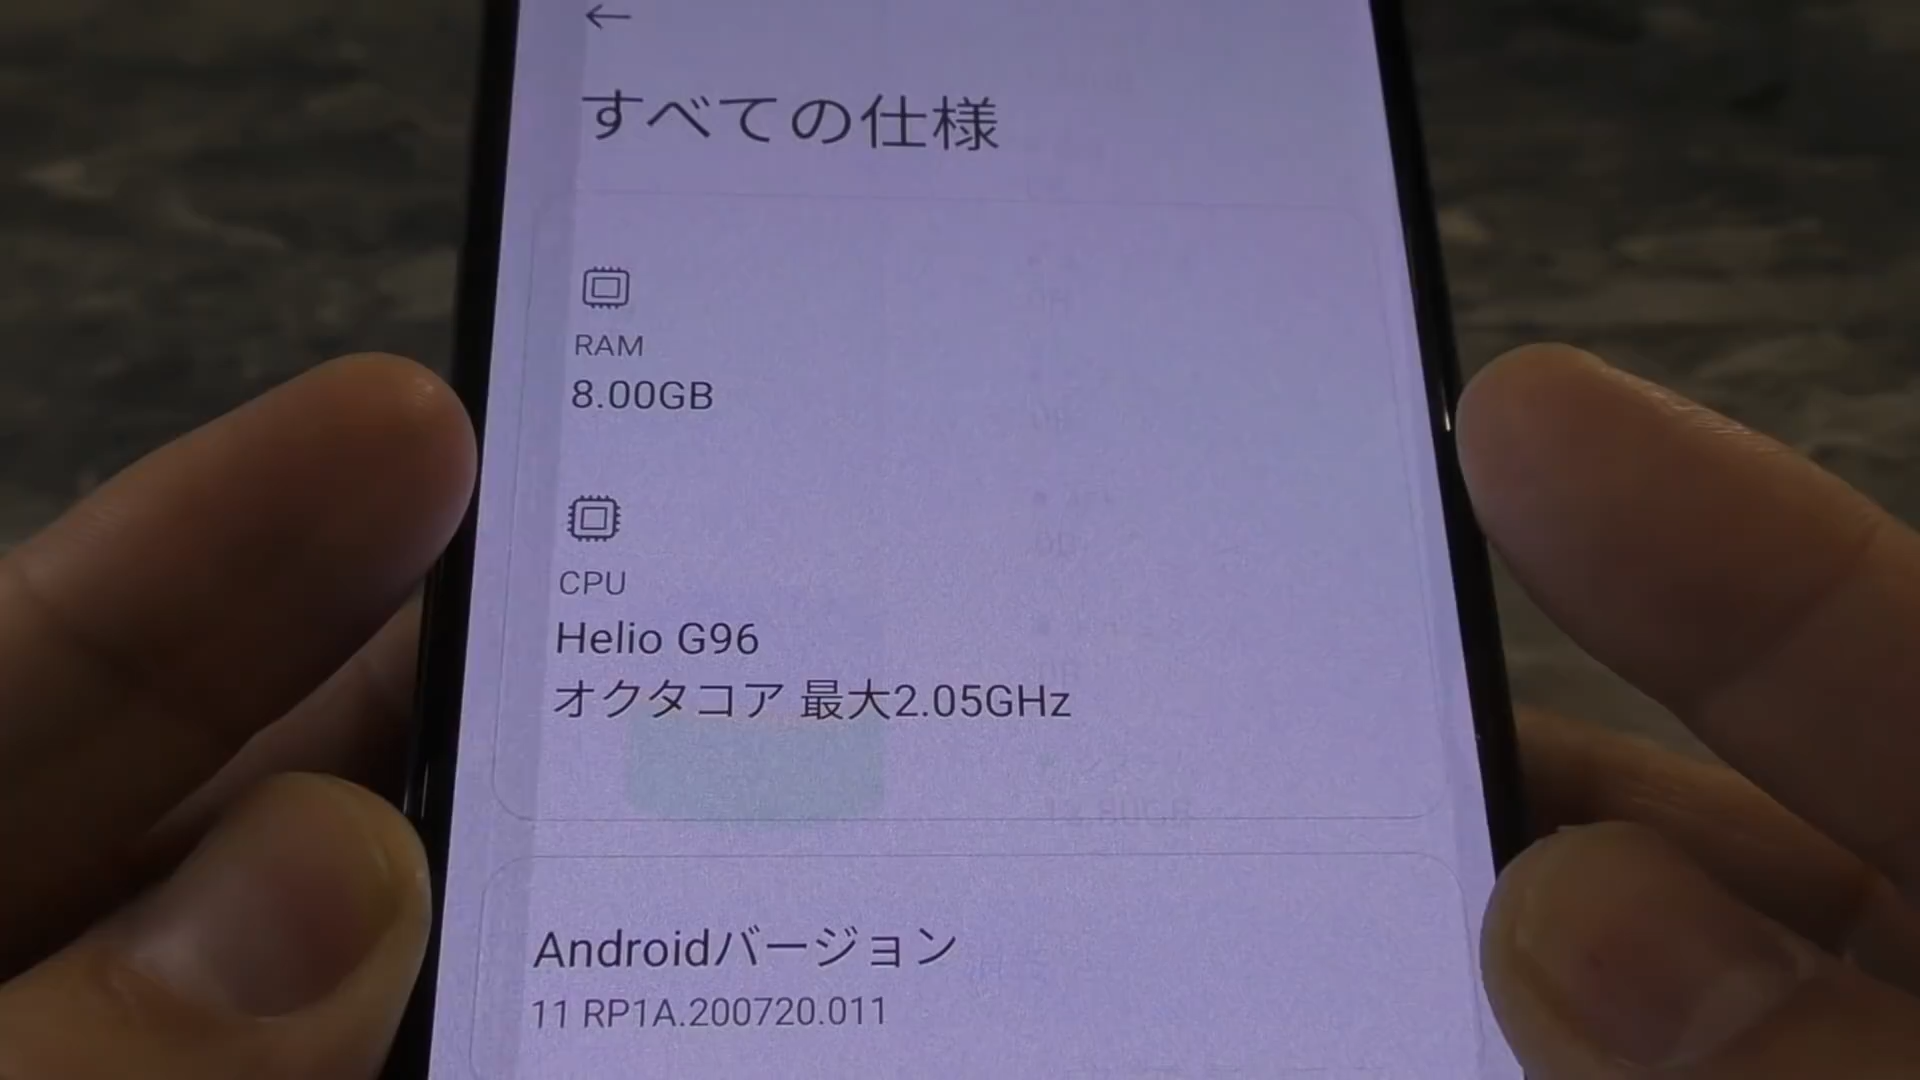 すべての仕様
RAM
8.00GB
CPU
Helio G96
オクタコア 最大2.05GHz
Androidバージョン
11 RP1A.200720.011